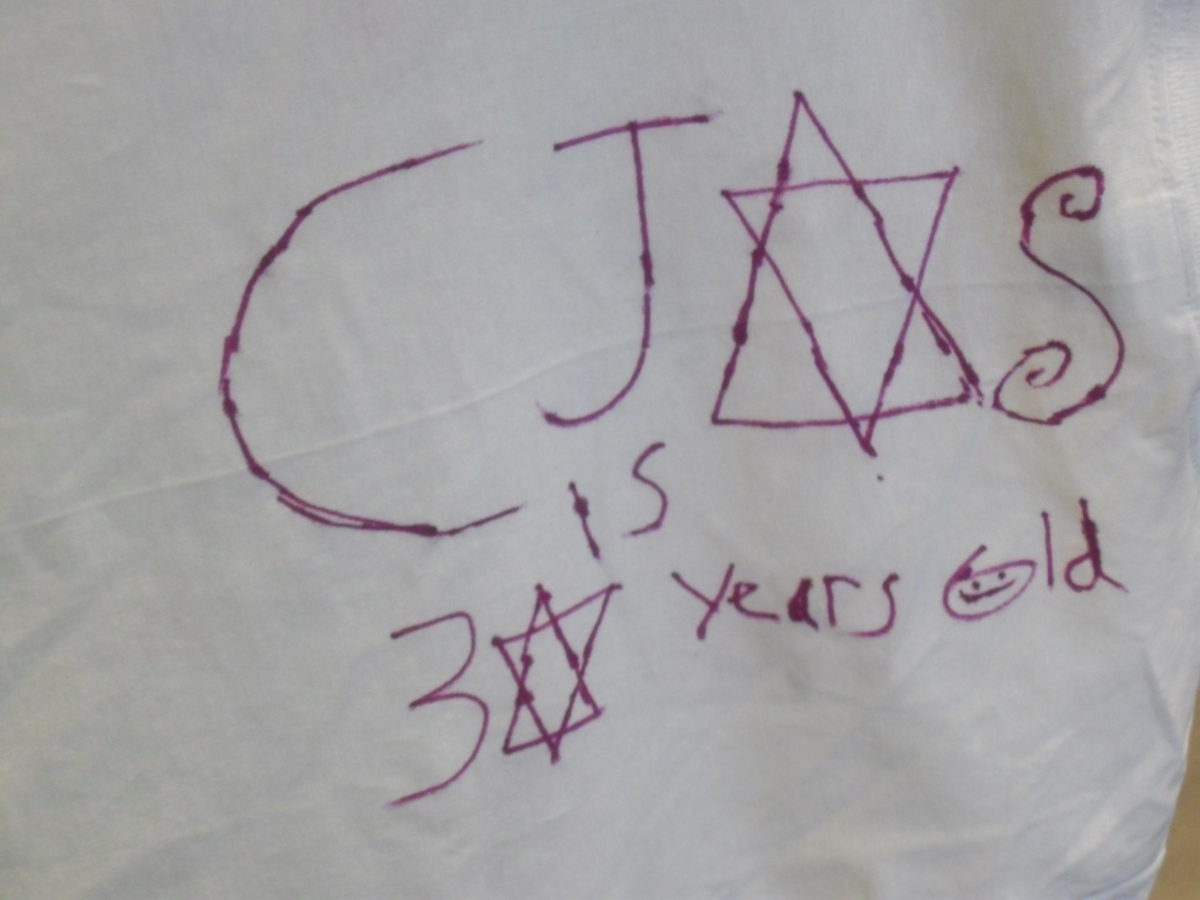 CJ✡S
is
3✡ years old